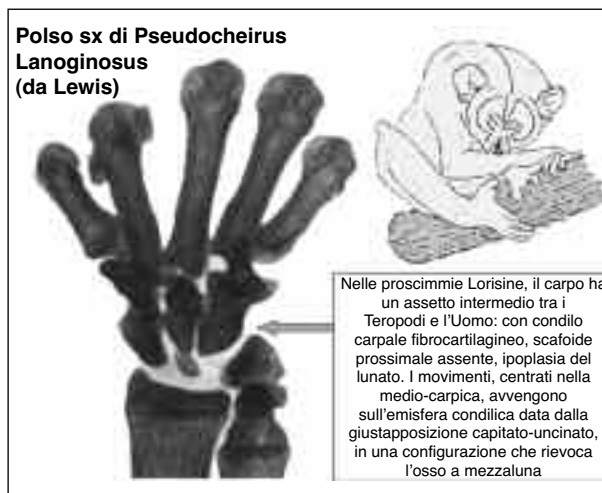 Polso sx di Pseudocheirus
Lanoginosus
(da Lewis)
Nelle proscimmie Lorisine, il carpo ha
un assetto intermedio tra i
Teropodi e l'Uomo: con condilo
carpale fibrocartilagineo, scafoide
prossimale assente, ipoplasia del
lunato. I movimenti, centrati nella
medio-carpica, avvengono
sull'emisfera condilica data dalla
giustapposizione capitato-uncinato,
in una configurazione che rievoca
l'osso a mezzaluna